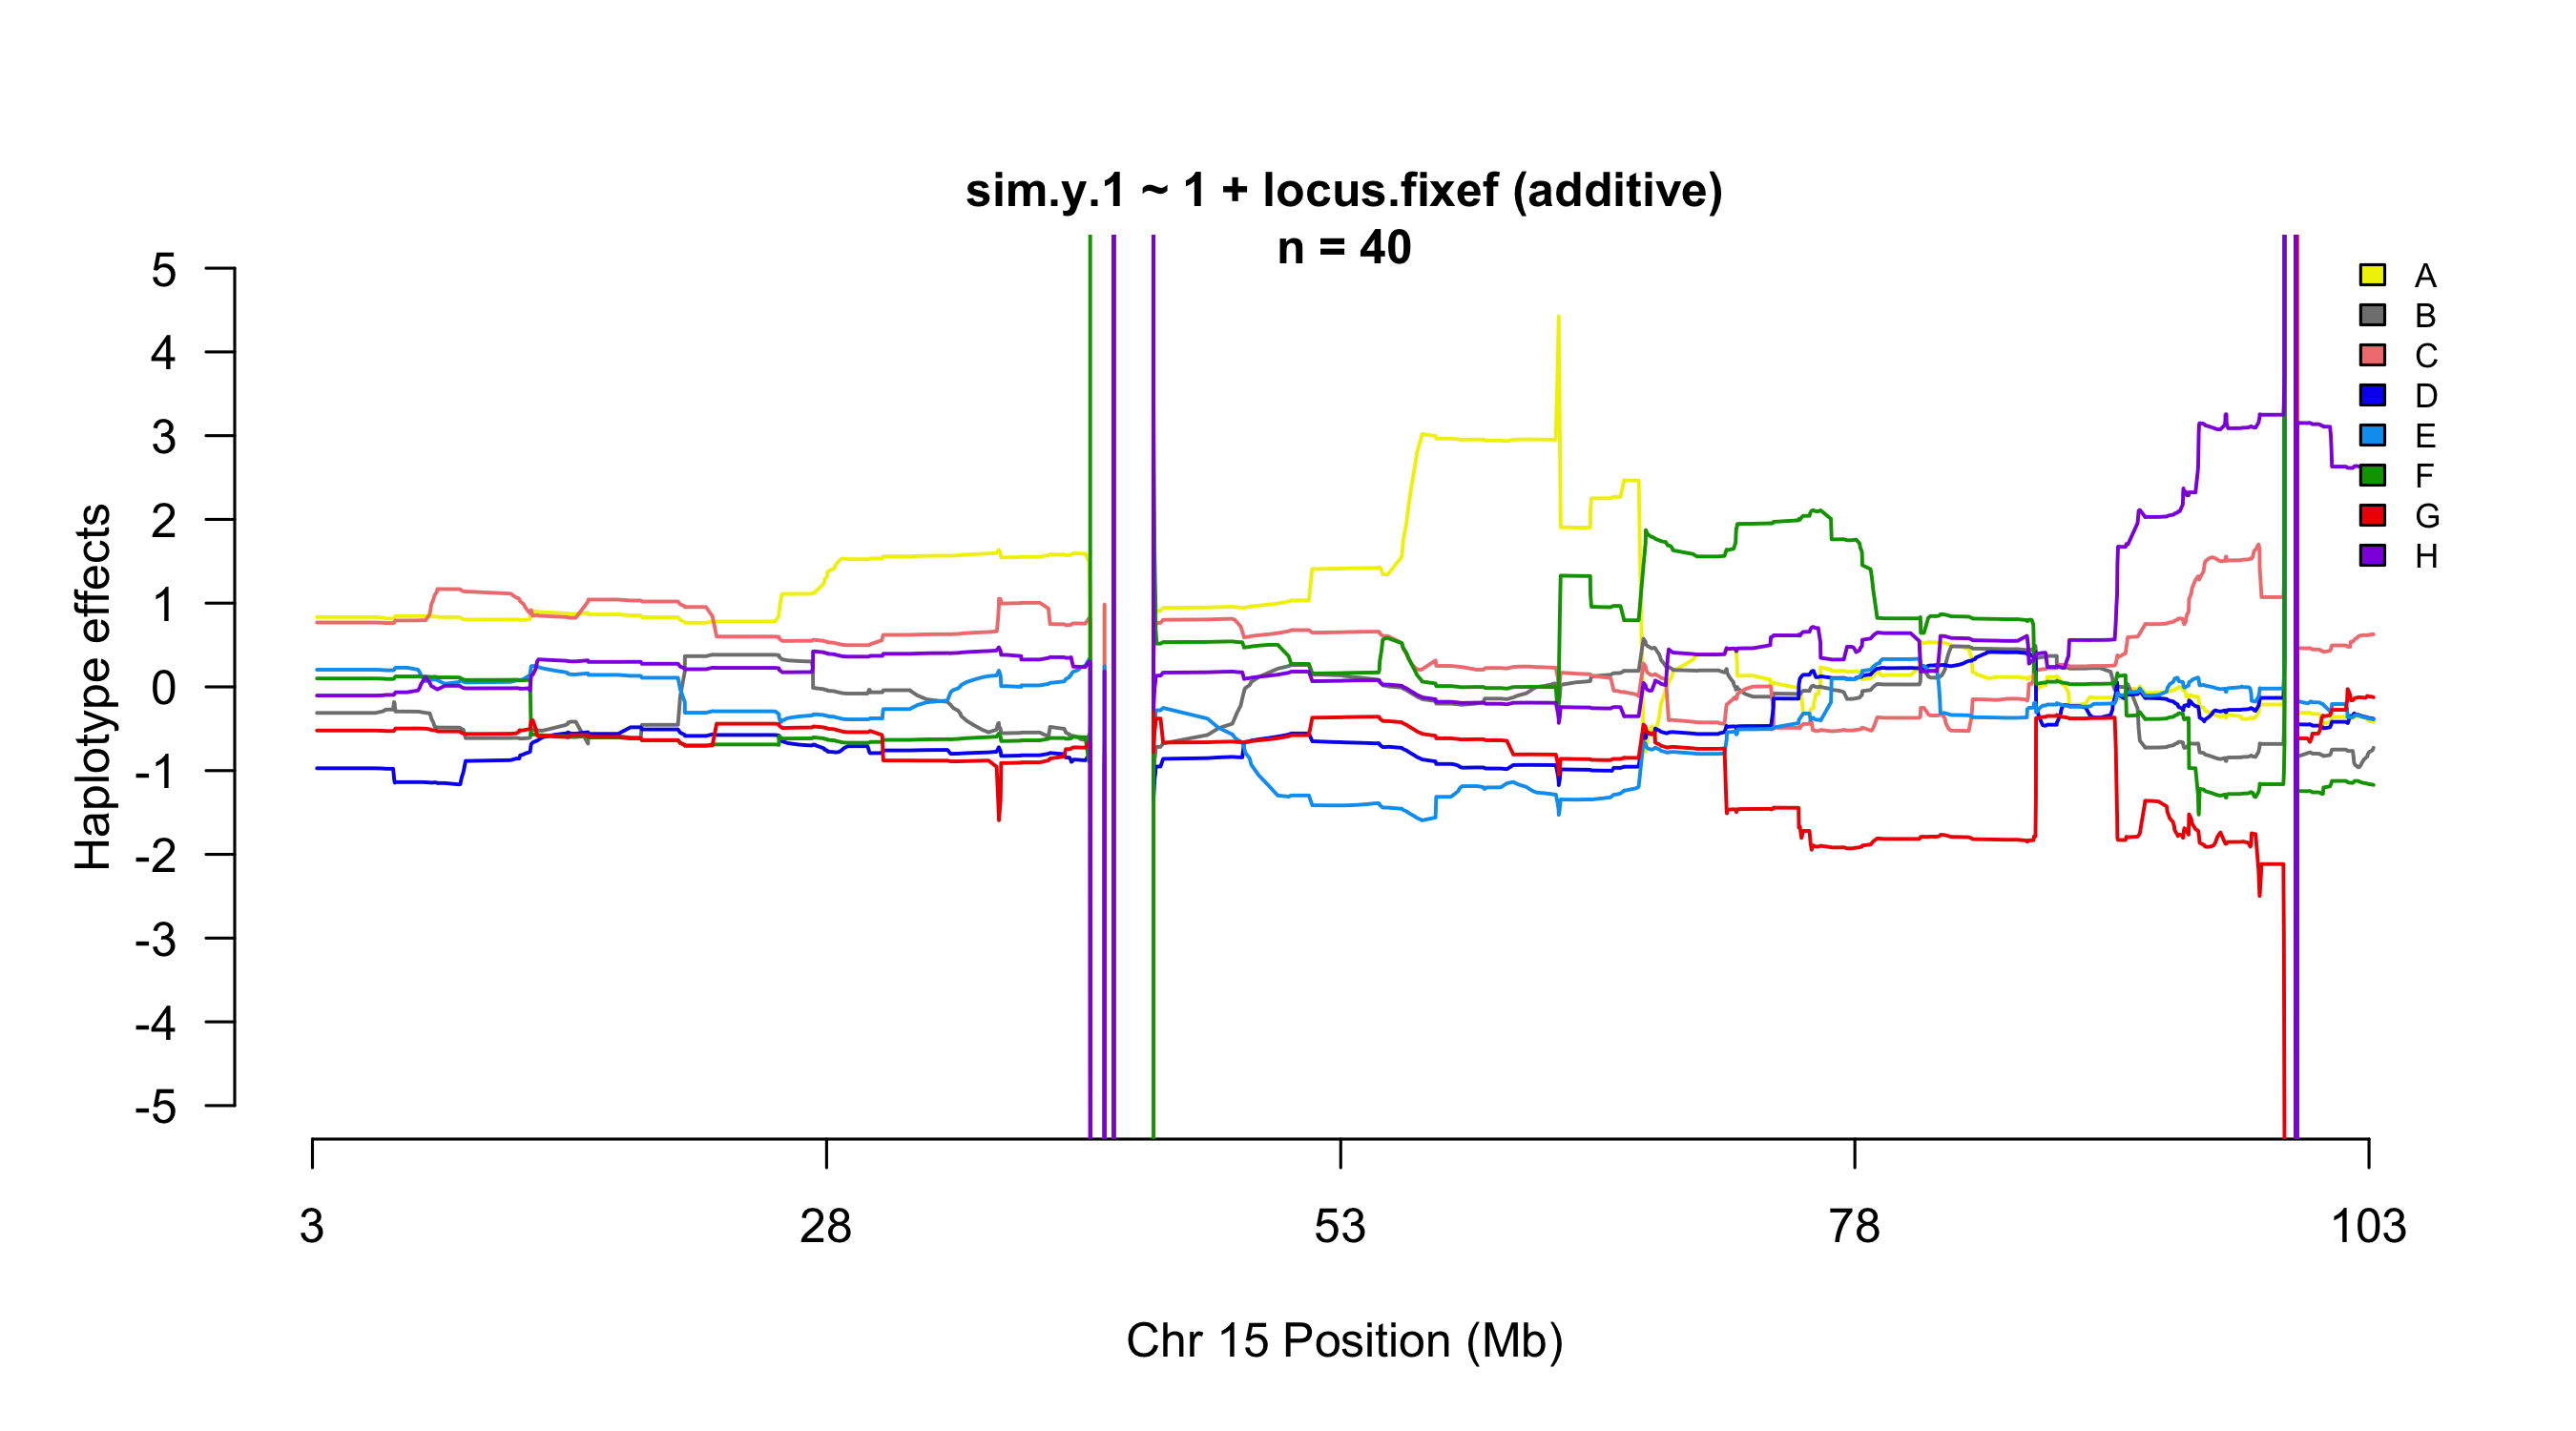 sim.y.1 ~ 1 + locus.fixef (additive)
n = 40
Haplotype effects
5
4
3
2
1
0
-1
-2
-3
-4
-5
A
B
C
D
E
F
G
H
3 28 53 78 103
Chr 15 Position (Mb)